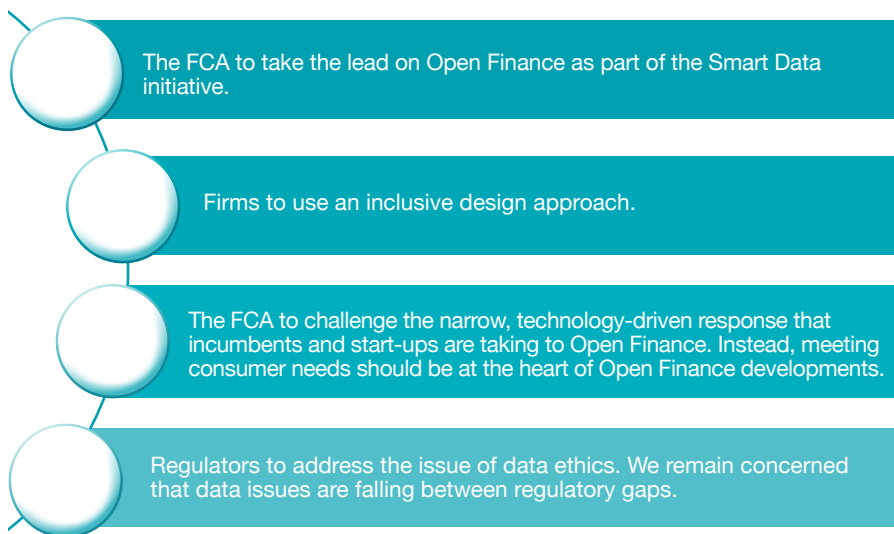 The FCA to take the lead on Open Finance as part of the Smart Data
initiative.
Firms to use an inclusive design approach.
The FCA to challenge the narrow, technology-driven response that
incumbents and start-ups are taking to Open Finance. Instead, meeting
consumer needs should be at the heart of Open Finance developments.
Regulators to address the issue of data ethics. We remain concerned
that data issues are falling between regulatory gaps.